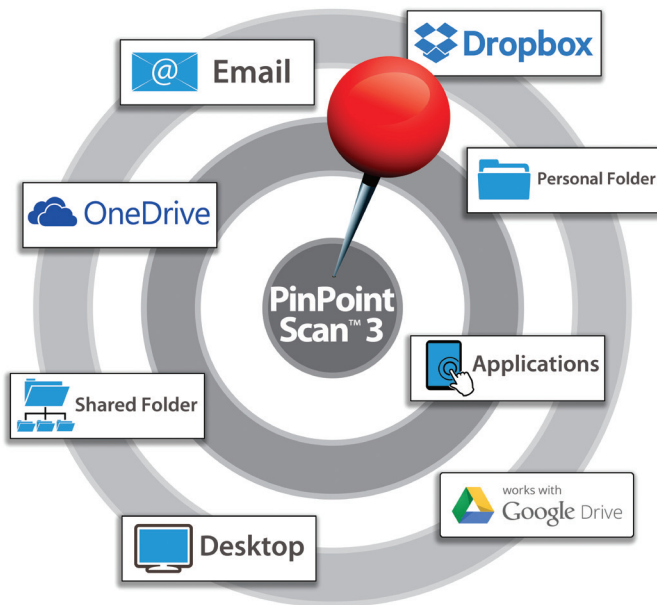 Dropbox
@ Email
Personal Folder
OneDrive
PinPoint
Scan™ 3
Applications
Shared Folder
works with
Google Drive
Desktop